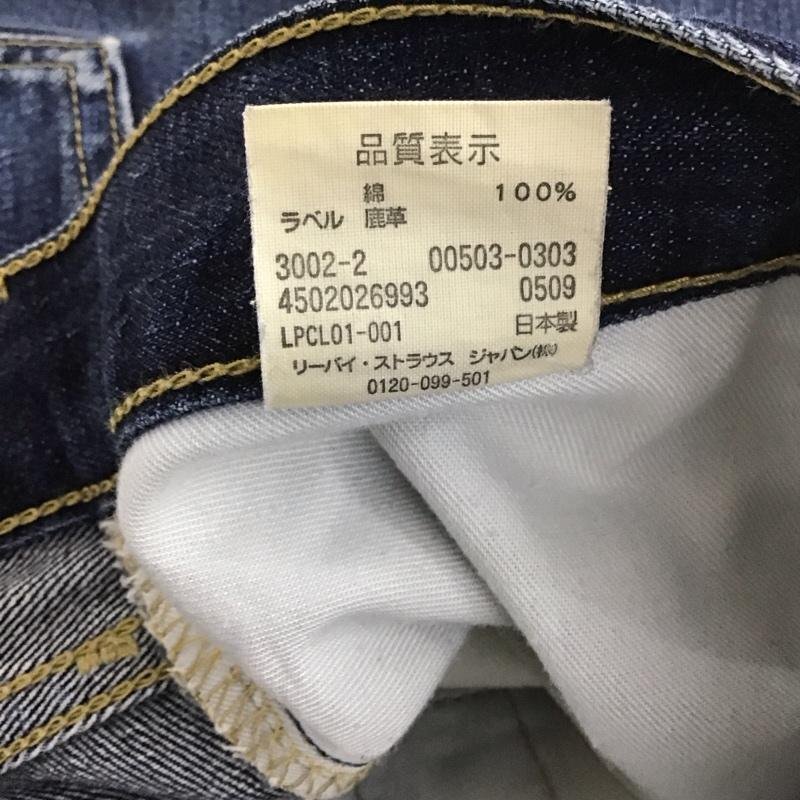 品質表示
綿 100%
ラベル 鹿革
3002-2 00503-0303
4502026993 0509
LPCL01-001 日本製
リーバイ・ストラウス ジャパン(株)
0120-099-501